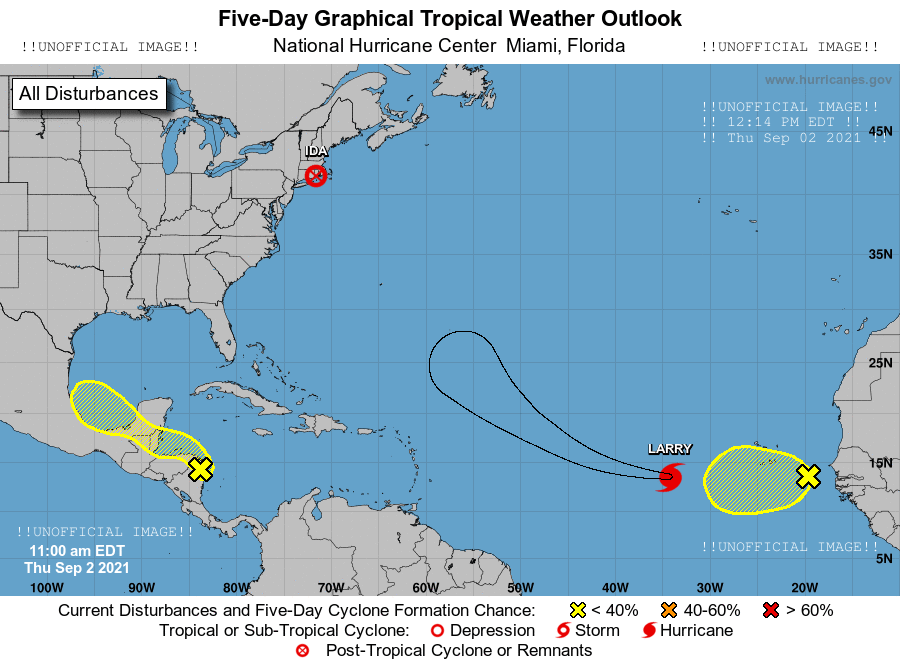 Five-Day Graphical Tropical Weather Outlook
!!UNOFFICIAL IMAGE!! National Hurricane Center Miami, Florida !!UNOFFICIAL IMAGE!!
www.hurricanes.gov
All Disturbances
!!UNOFFICIAL IMAGE!!
!! 12:14 PM EDT !!
45N
!! Thu Sep 02 2021 !!
IDA
35N
25N
LARRY
15N
!!UNOFFICIAL IMAGE!!
!!UNOFFICIAL IMAGE!!
11:00 am EDT
5N
Thu Sep 2 2021
100W 90W 80W 70W 60W 50W 40W 30W 20W
Current Disturbances and Five-Day Cyclone Formation Chance: < 40% 40-60% > 60%
Tropical or Sub-Tropical Cyclone: Depression Storm Hurricane
Post-Tropical Cyclone or Remnants